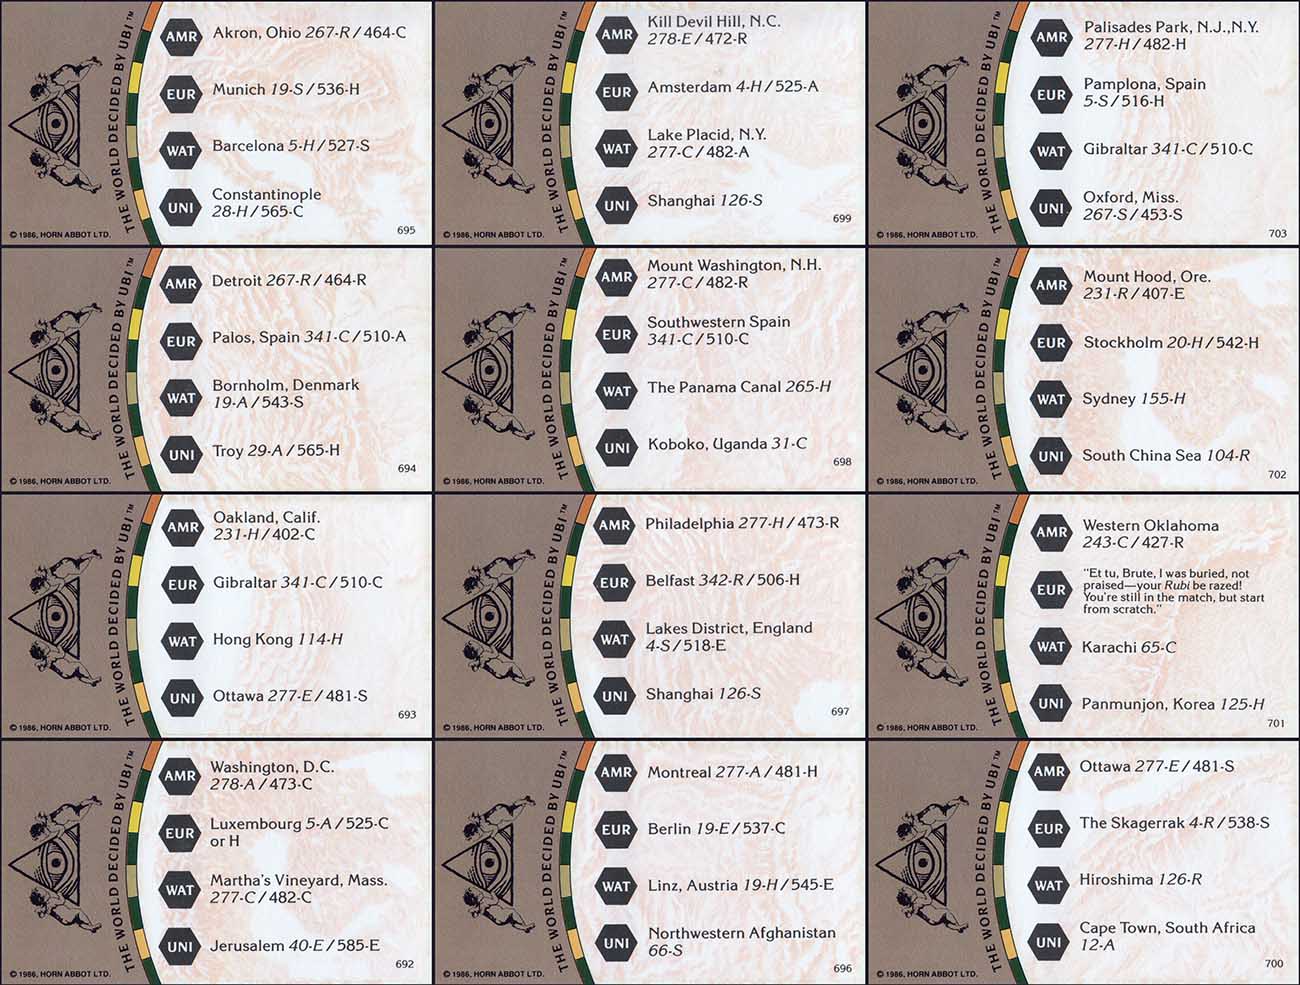 THE WORLD DECIDED BY UBI™
AMR
Akron, Ohio 267-R / 464-C
EUR
Munich 19-S / 536-H
WAT
Barcelona 5-H / 527-S
UNI
Constantinople
28-H / 565-C
© 1986, HORN ABBOT LTD.
695
THE WORLD DECIDED BY UBI™
AMR
Kill Devil Hill, N.C.
278-E / 472-R
EUR
Amsterdam 4-H / 525-A
WAT
Lake Placid, N.Y.
277-C / 482-A
UNI
Shanghai 126-S
© 1986, HORN ABBOT LTD.
699
THE WORLD DECIDED BY UBI™
AMR
Palisades Park, N.J.,N.Y.
277-H / 482-H
EUR
Pamplona, Spain
5-S / 516-H
WAT
Gibraltar 341-C / 510-C
UNI
Oxford, Miss.
267-S / 453-S
© 1986, HORN ABBOT LTD.
703
THE WORLD DECIDED BY UBI™
AMR
Detroit 267-R / 464-R
EUR
Palos, Spain 341-C / 510-A
WAT
Bornholm, Denmark
19-A / 543-S
UNI
Troy 29-A / 565-H
© 1986, HORN ABBOT LTD.
694
THE WORLD DECIDED BY UBI™
AMR
Mount Washington, N.H.
277-C / 482-R
EUR
Southwestern Spain
341-C / 510-C
WAT
The Panama Canal 265-H
UNI
Koboko, Uganda 31-C
© 1986, HORN ABBOT LTD.
698
THE WORLD DECIDED BY UBI™
AMR
Mount Hood, Ore.
231-R / 407-E
EUR
Stockholm 20-H / 542-H
WAT
Sydney 155-H
UNI
South China Sea 104-R
© 1986, HORN ABBOT LTD.
702
THE WORLD DECIDED BY UBI™
AMR
Oakland, Calif.
231-H / 402-C
EUR
Gibraltar 341-C / 510-C
WAT
Hong Kong 114-H
UNI
Ottawa 277-E / 481-S
© 1986, HORN ABBOT LTD.
693
THE WORLD DECIDED BY UBI™
AMR
Philadelphia 277-H / 473-R
EUR
Belfast 342-R / 506-H
WAT
Lakes District, England
4-S / 518-E
UNI
Shanghai 126-S
© 1986, HORN ABBOT LTD.
697
THE WORLD DECIDED BY UBI™
AMR
Western Oklahoma
243-C / 427-R
EUR
"Et tu, Brute, I was buried, not
praised—your Rubi be razed!
You're still in the match, but start
from scratch."
WAT
Karachi 65-C
UNI
Panmunjon, Korea 125-H
© 1986, HORN ABBOT LTD.
701
THE WORLD DECIDED BY UBI™
AMR
Washington, D.C.
278-A / 473-C
EUR
Luxembourg 5-A / 525-C
or H
WAT
Martha's Vineyard, Mass.
277-C / 482-C
UNI
Jerusalem 40-E / 585-E
© 1986, HORN ABBOT LTD.
692
THE WORLD DECIDED BY UBI™
AMR
Montreal 277-A / 481-H
EUR
Berlin 19-E / 537-C
WAT
Linz, Austria 19-H / 545-E
UNI
Northwestern Afghanistan
66-S
© 1986, HORN ABBOT LTD.
696
THE WORLD DECIDED BY UBI™
AMR
Ottawa 277-E / 481-S
EUR
The Skagerrak 4-R / 538-S
WAT
Hiroshima 126-R
UNI
Cape Town, South Africa
12-A
© 1986, HORN ABBOT LTD.
700